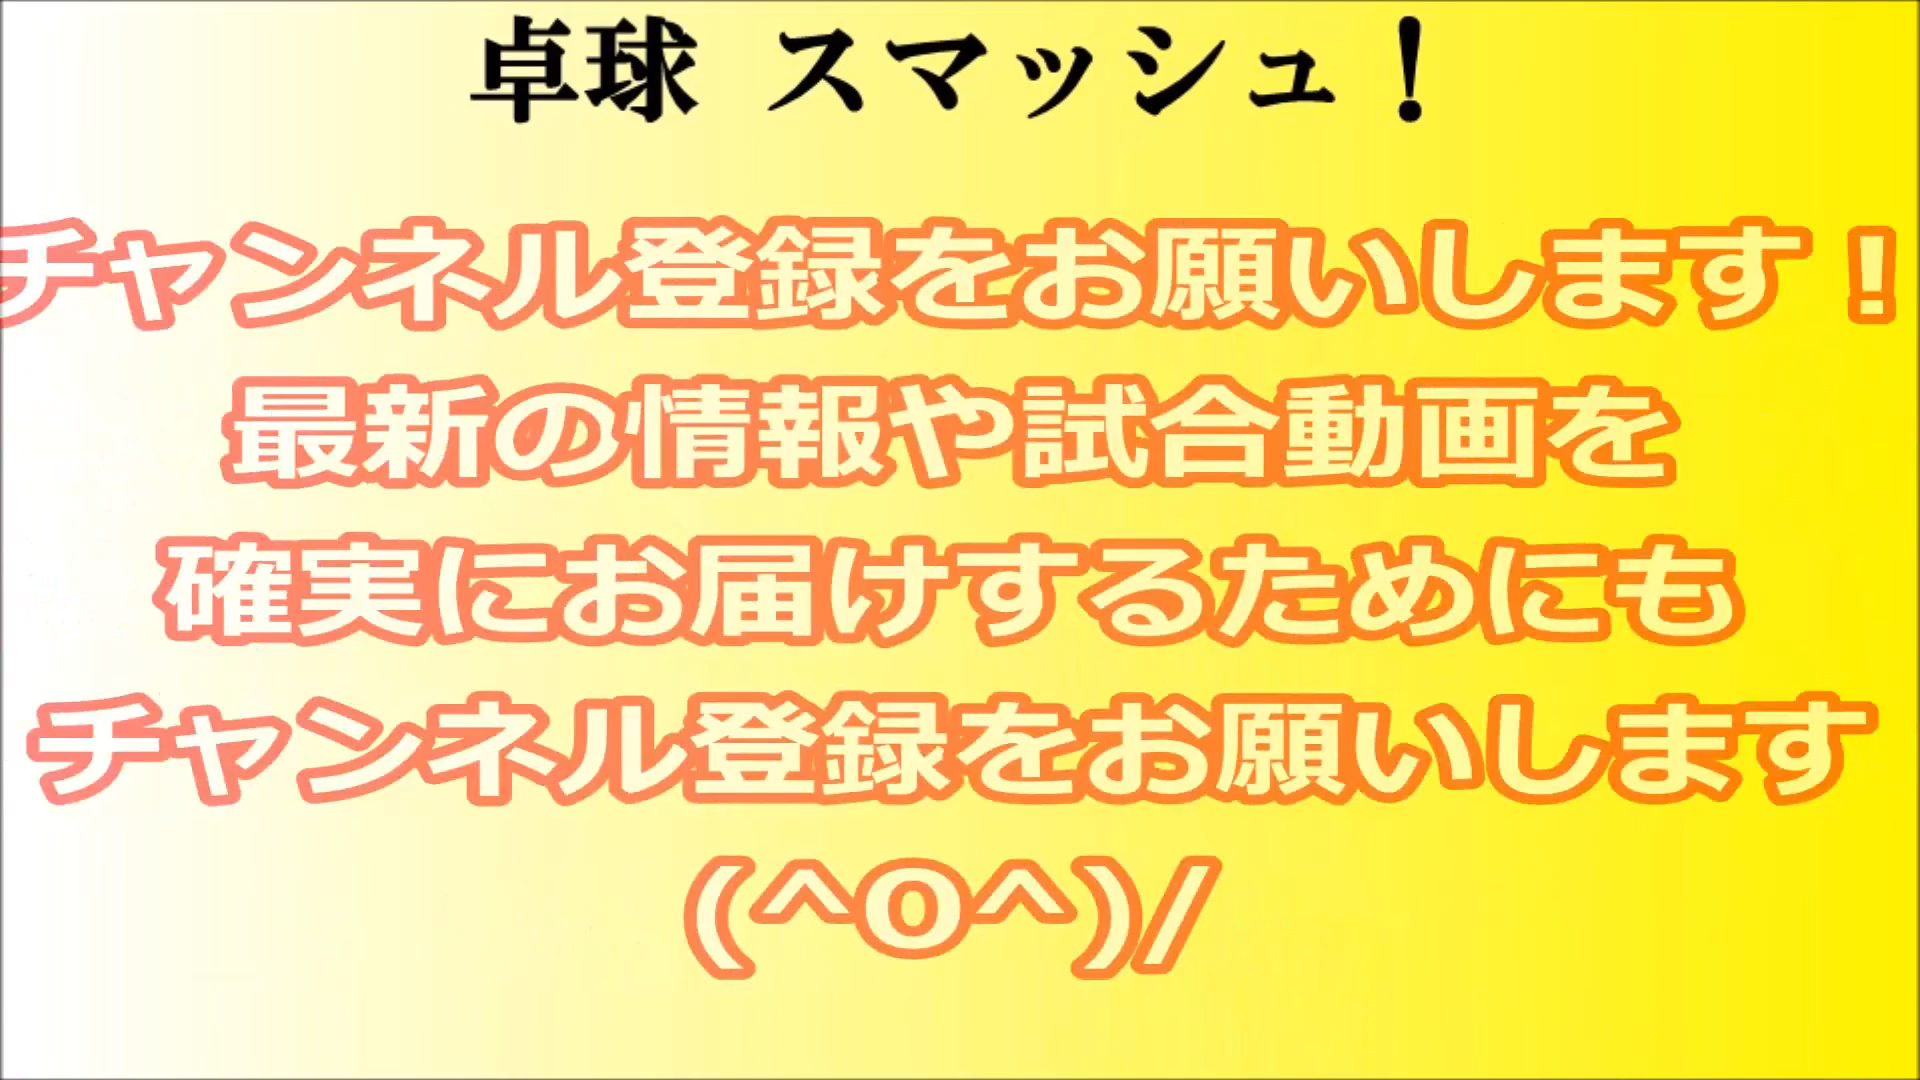 卓球 スマッシュ！
チャンネル登録をお願いします！
最新の情報や試合動画を
確実にお届けするためにも
チャンネル登録をお願いします
(^O^)/